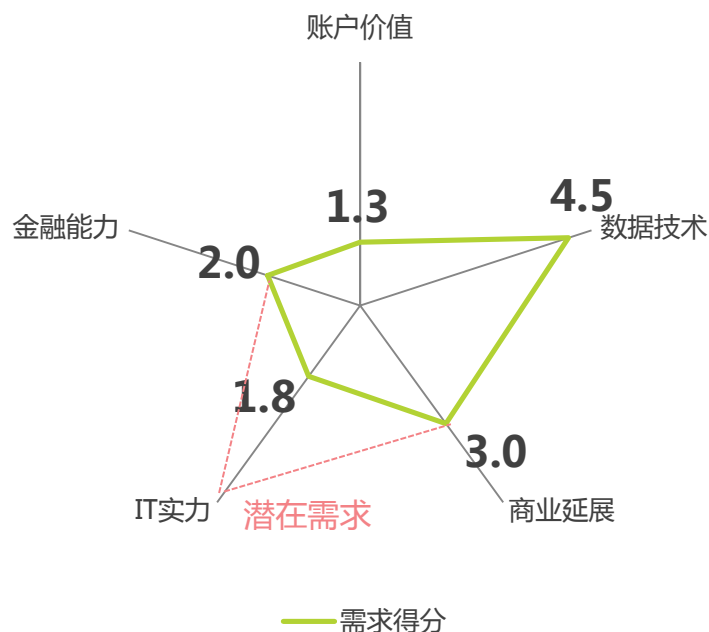 账户价值
1.3
4.5
数据技术
金融能力
2.0
1.8
3.0
IT实力
潜在需求
商业延展
需求得分